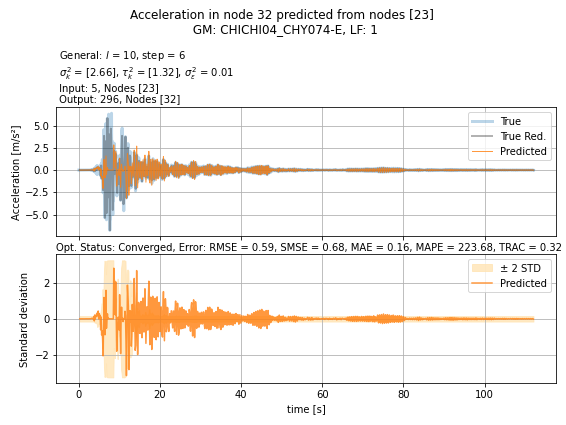 Acceleration in node 32 predicted from nodes [23]
GM: CHICHI04_CHY074-E, LF: 1
General: l = 10, step = 6
σ²ₖ = [2.66], τ²ₖ = [1.32], σ²ε = 0.01
Input: 5, Nodes [23]
Output: 296, Nodes [32]
Acceleration [m/s²]
5.0
2.5
0.0
−2.5
−5.0
True
True Red.
Predicted
Opt. Status: Converged, Error: RMSE = 0.59, SMSE = 0.68, MAE = 0.16, MAPE = 223.68, TRAC = 0.32
Standard deviation
2
0
−2
± 2 STD
Predicted
0 20 40 60 80 100
time [s]